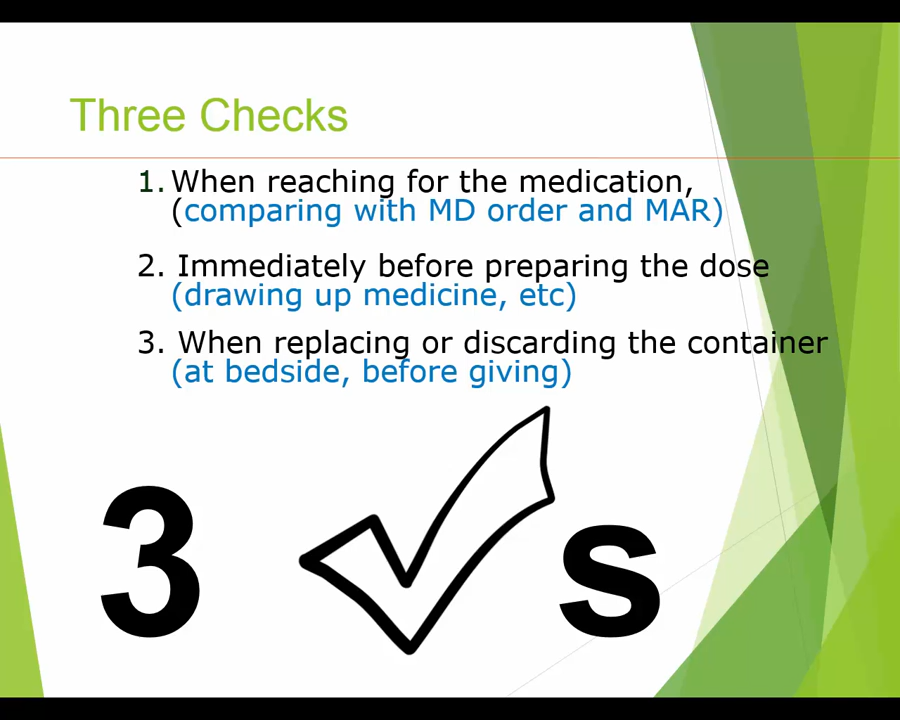 Three Checks
1. When reaching for the medication,
(comparing with MD order and MAR)
2. Immediately before preparing the dose
(drawing up medicine, etc)
3. When replacing or discarding the container
(at bedside, before giving)
3 s